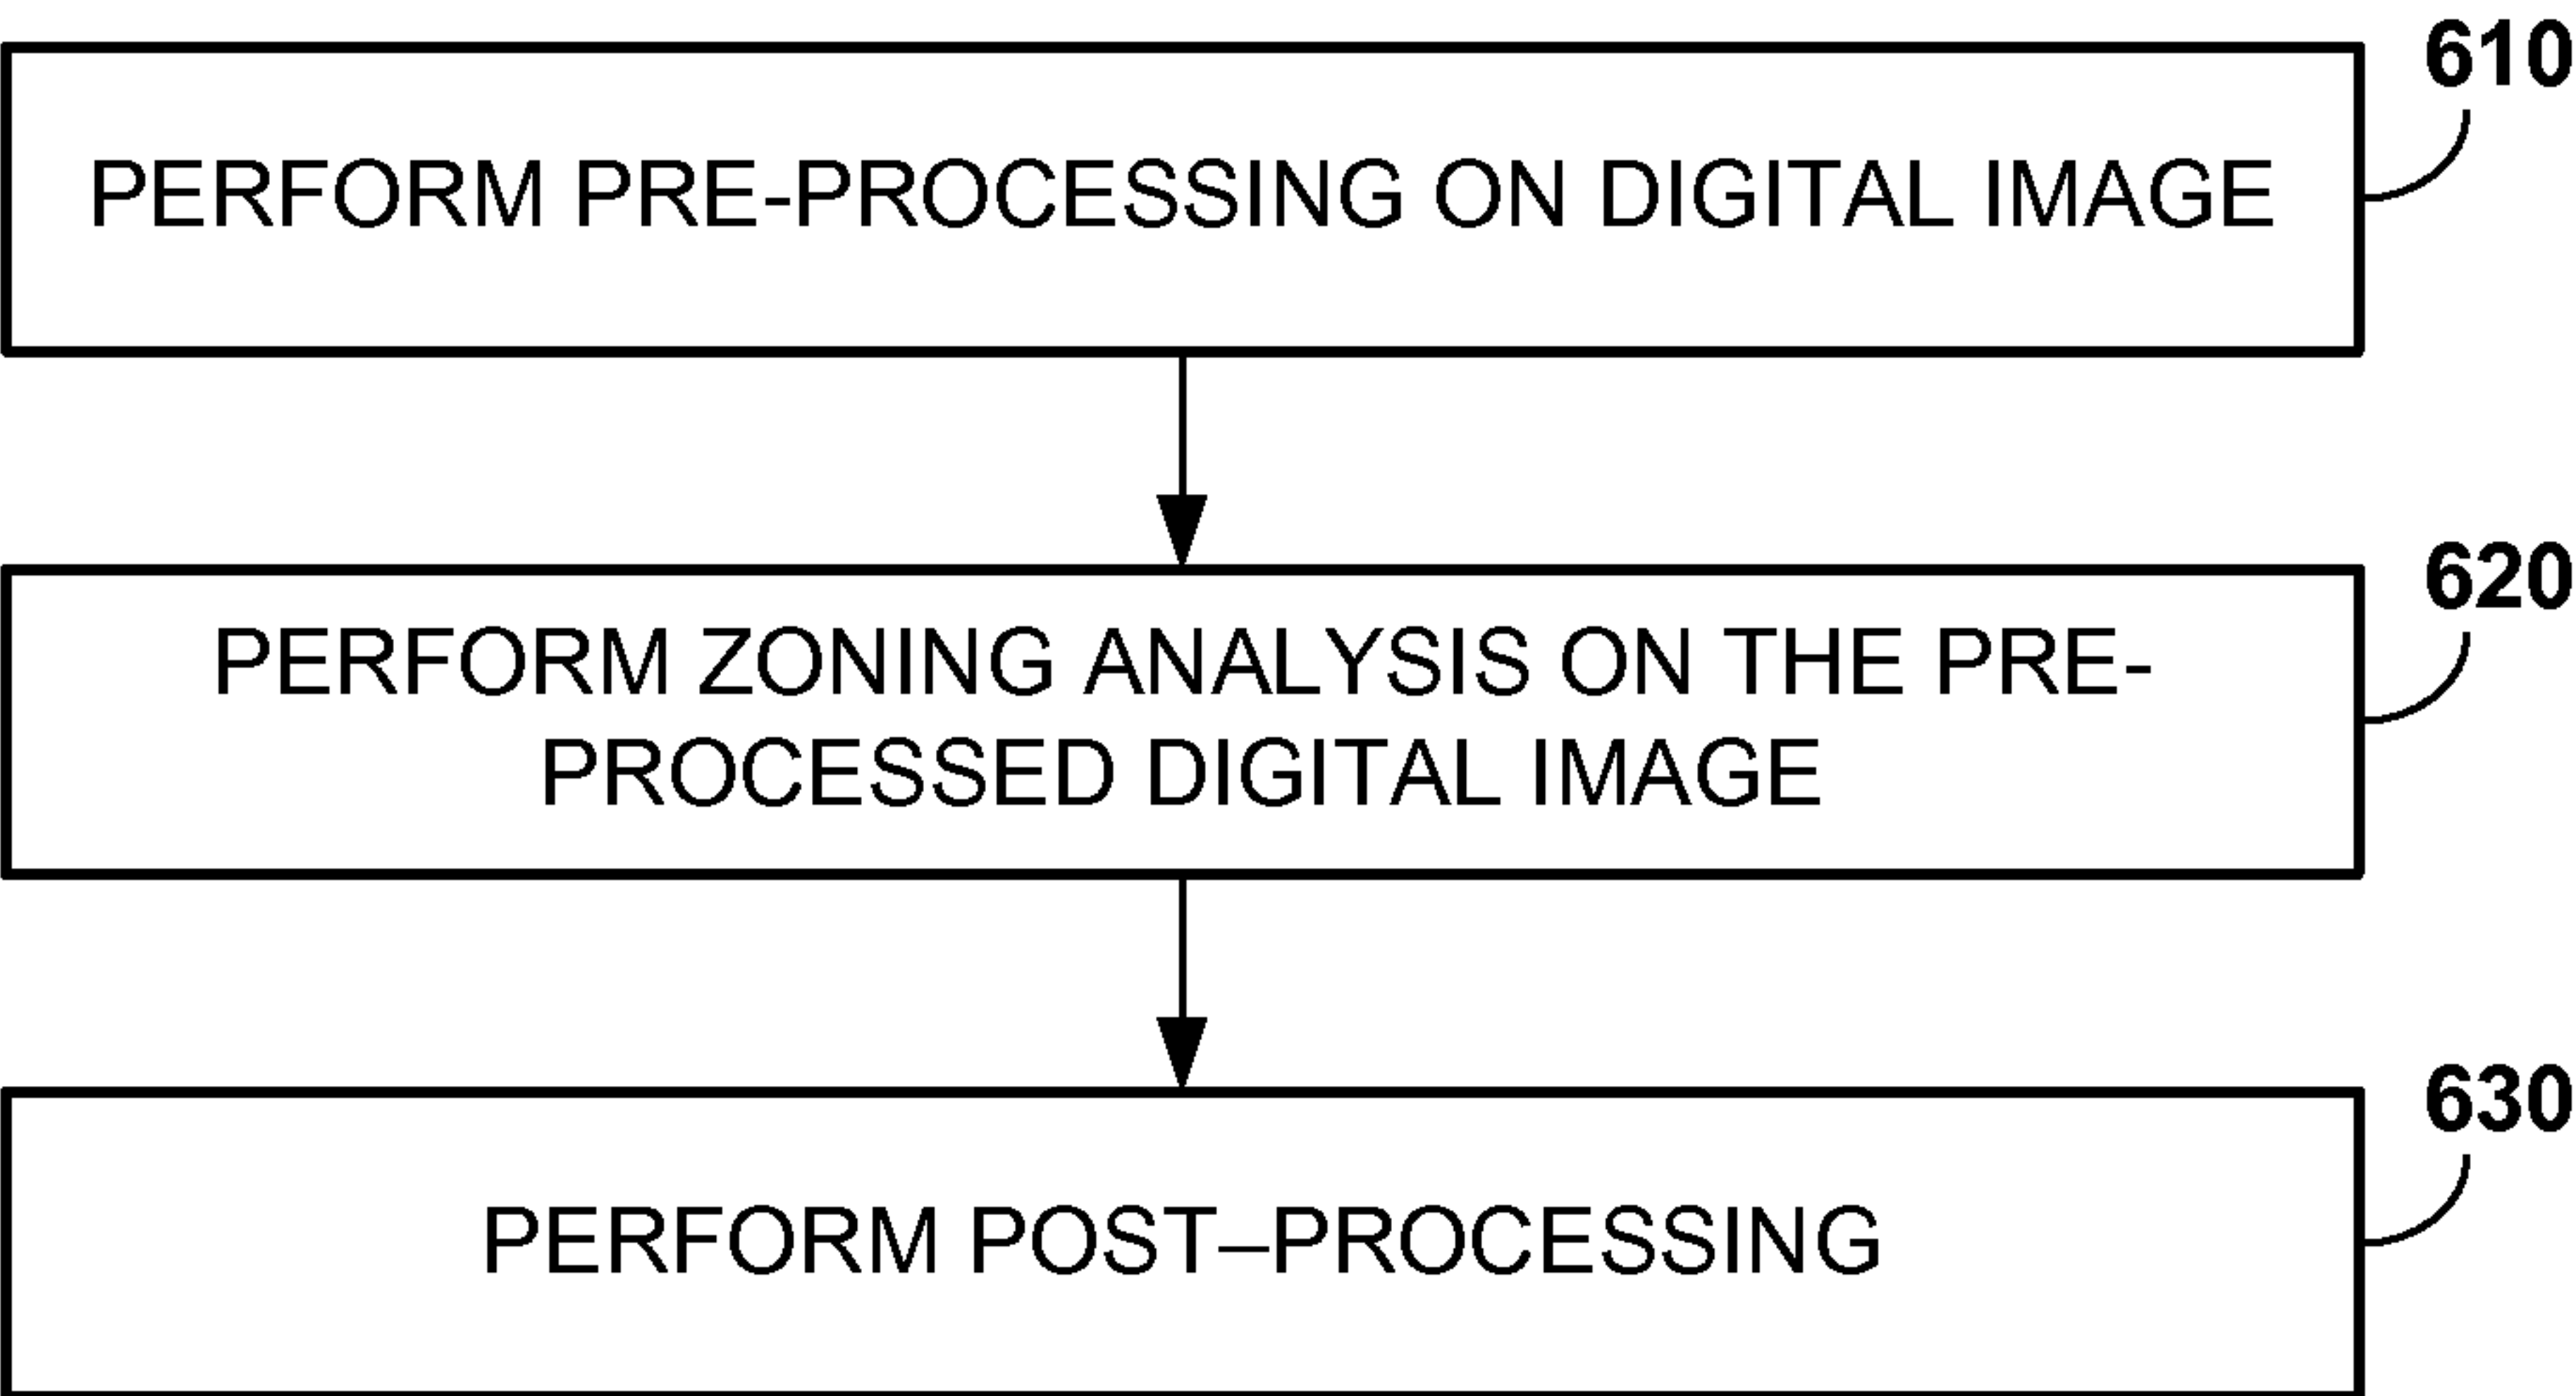 610
PERFORM PRE-PROCESSING ON DIGITAL IMAGE
620
PERFORM ZONING ANALYSIS ON THE PRE-
PROCESSED DIGITAL IMAGE
630
PERFORM POST–PROCESSING